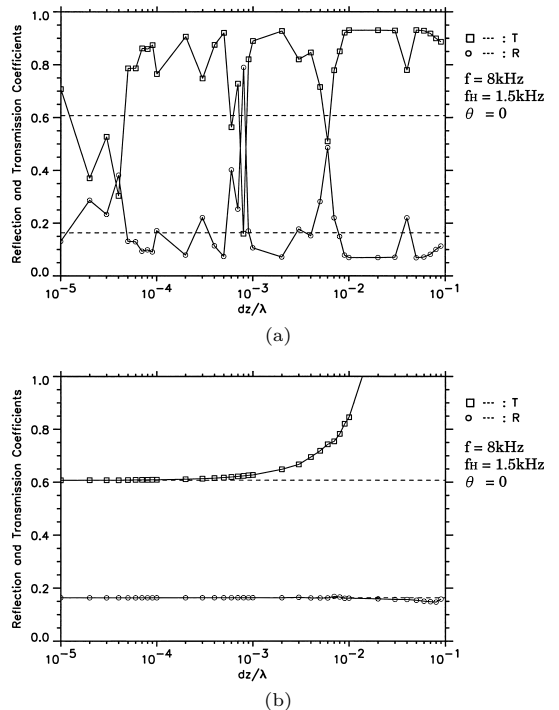 (a)
Reflection and Transmission Coefficients
1.0
0.8
0.6
0.4
0.2
0.0
10⁻⁵
10⁻⁴
10⁻³
10⁻²
10⁻¹
dz/λ
□ --- : T
○ --- : R
f = 8kHz
fH = 1.5kHz
θ = 0
(a)
Reflection and Transmission Coefficients
1.0
0.8
0.6
0.4
0.2
0.0
10⁻⁵
10⁻⁴
10⁻³
10⁻²
10⁻¹
dz/λ
□ --- : T
○ --- : R
f = 8kHz
fH = 1.5kHz
θ = 0
(b)